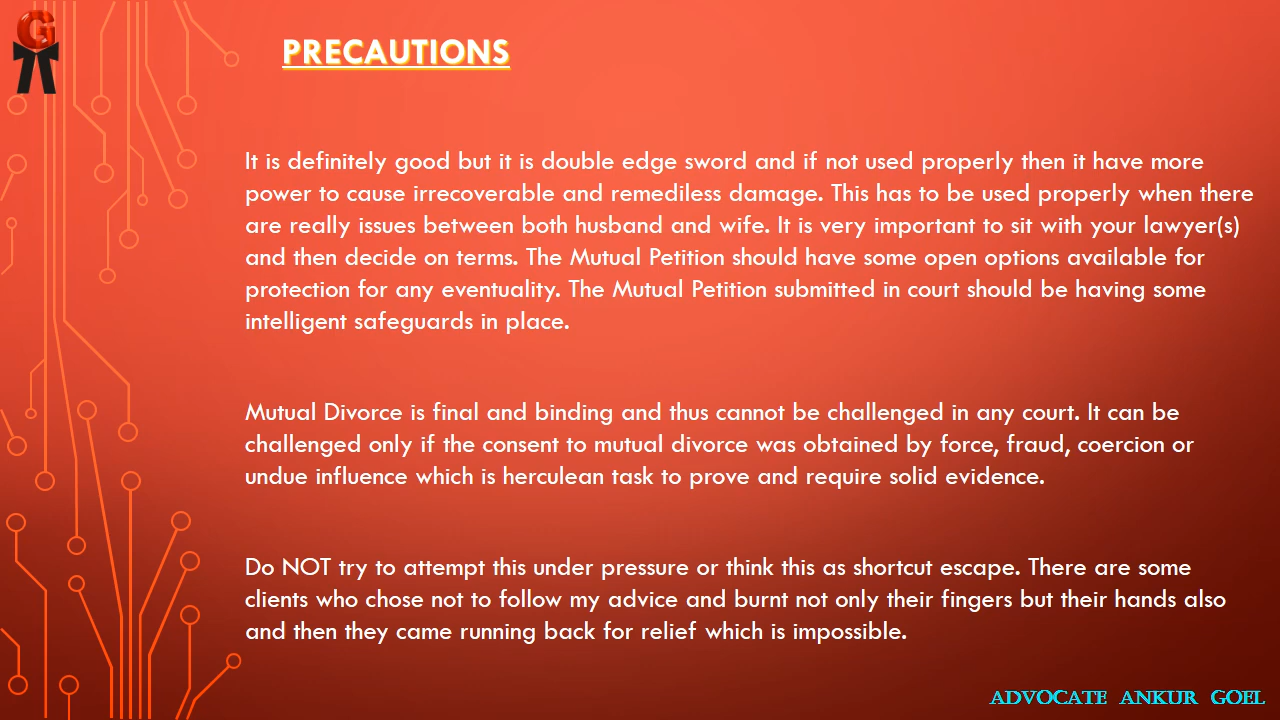 G
PRECAUTIONS
It is definitely good but it is double edge sword and if not used properly then it have more
power to cause irrecoverable and remediless damage. This has to be used properly when there
are really issues between both husband and wife. It is very important to sit with your lawyer(s)
and then decide on terms. The Mutual Petition should have some open options available for
protection for any eventuality. The Mutual Petition submitted in court should be having some
intelligent safeguards in place.
Mutual Divorce is final and binding and thus cannot be challenged in any court. It can be
challenged only if the consent to mutual divorce was obtained by force, fraud, coercion or
undue influence which is herculean task to prove and require solid evidence.
Do NOT try to attempt this under pressure or think this as shortcut escape. There are some
clients who chose not to follow my advice and burnt not only their fingers but their hands also
and then they came running back for relief which is impossible.
ADVOCATE ANKUR GOEL